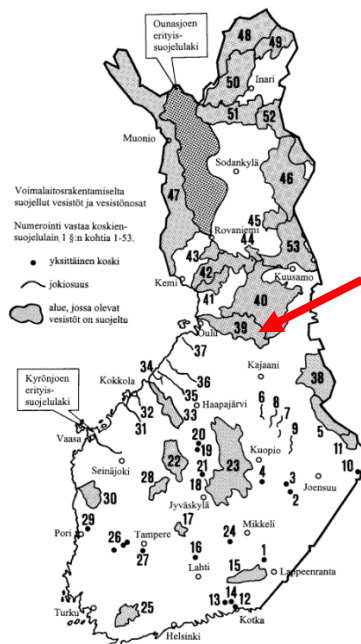 Ounasjoen
erityis-
suojelulaki
48
49
50
Inari
51
52
Muonio
Sodankylä
46
47
Voimalaitosrakentamiselta
suojellut vesistöt ja vesistönosat
Numerointi vastaa koskien-
suojelulain 1 §:n kohtia 1-53.
yksittäinen koski
jokiosuus
alue, jossa olevat
vesistöt on suojeltu
45
Rovaniemi
44
53
43
42
Kemi
Kuusamo
41
40
39
Oulu
37
Kajaani
38
34
36
Kokkola
35
Haapajärvi
33
Kyrönjoen
erityis-
suojelulaki
32
31
Vaasa
6
8
7
9
5
11
10
20
19
Seinäjoki
22
21
23
Kuopio
4
3
2
Joensuu
28
18
Jyväskylä
30
17
29
Pori
26
Tampere
27
Mikkeli
24
16
1
Lahti
15
Lappeenranta
Turku
25
13
14
12
Kotka
Helsinki